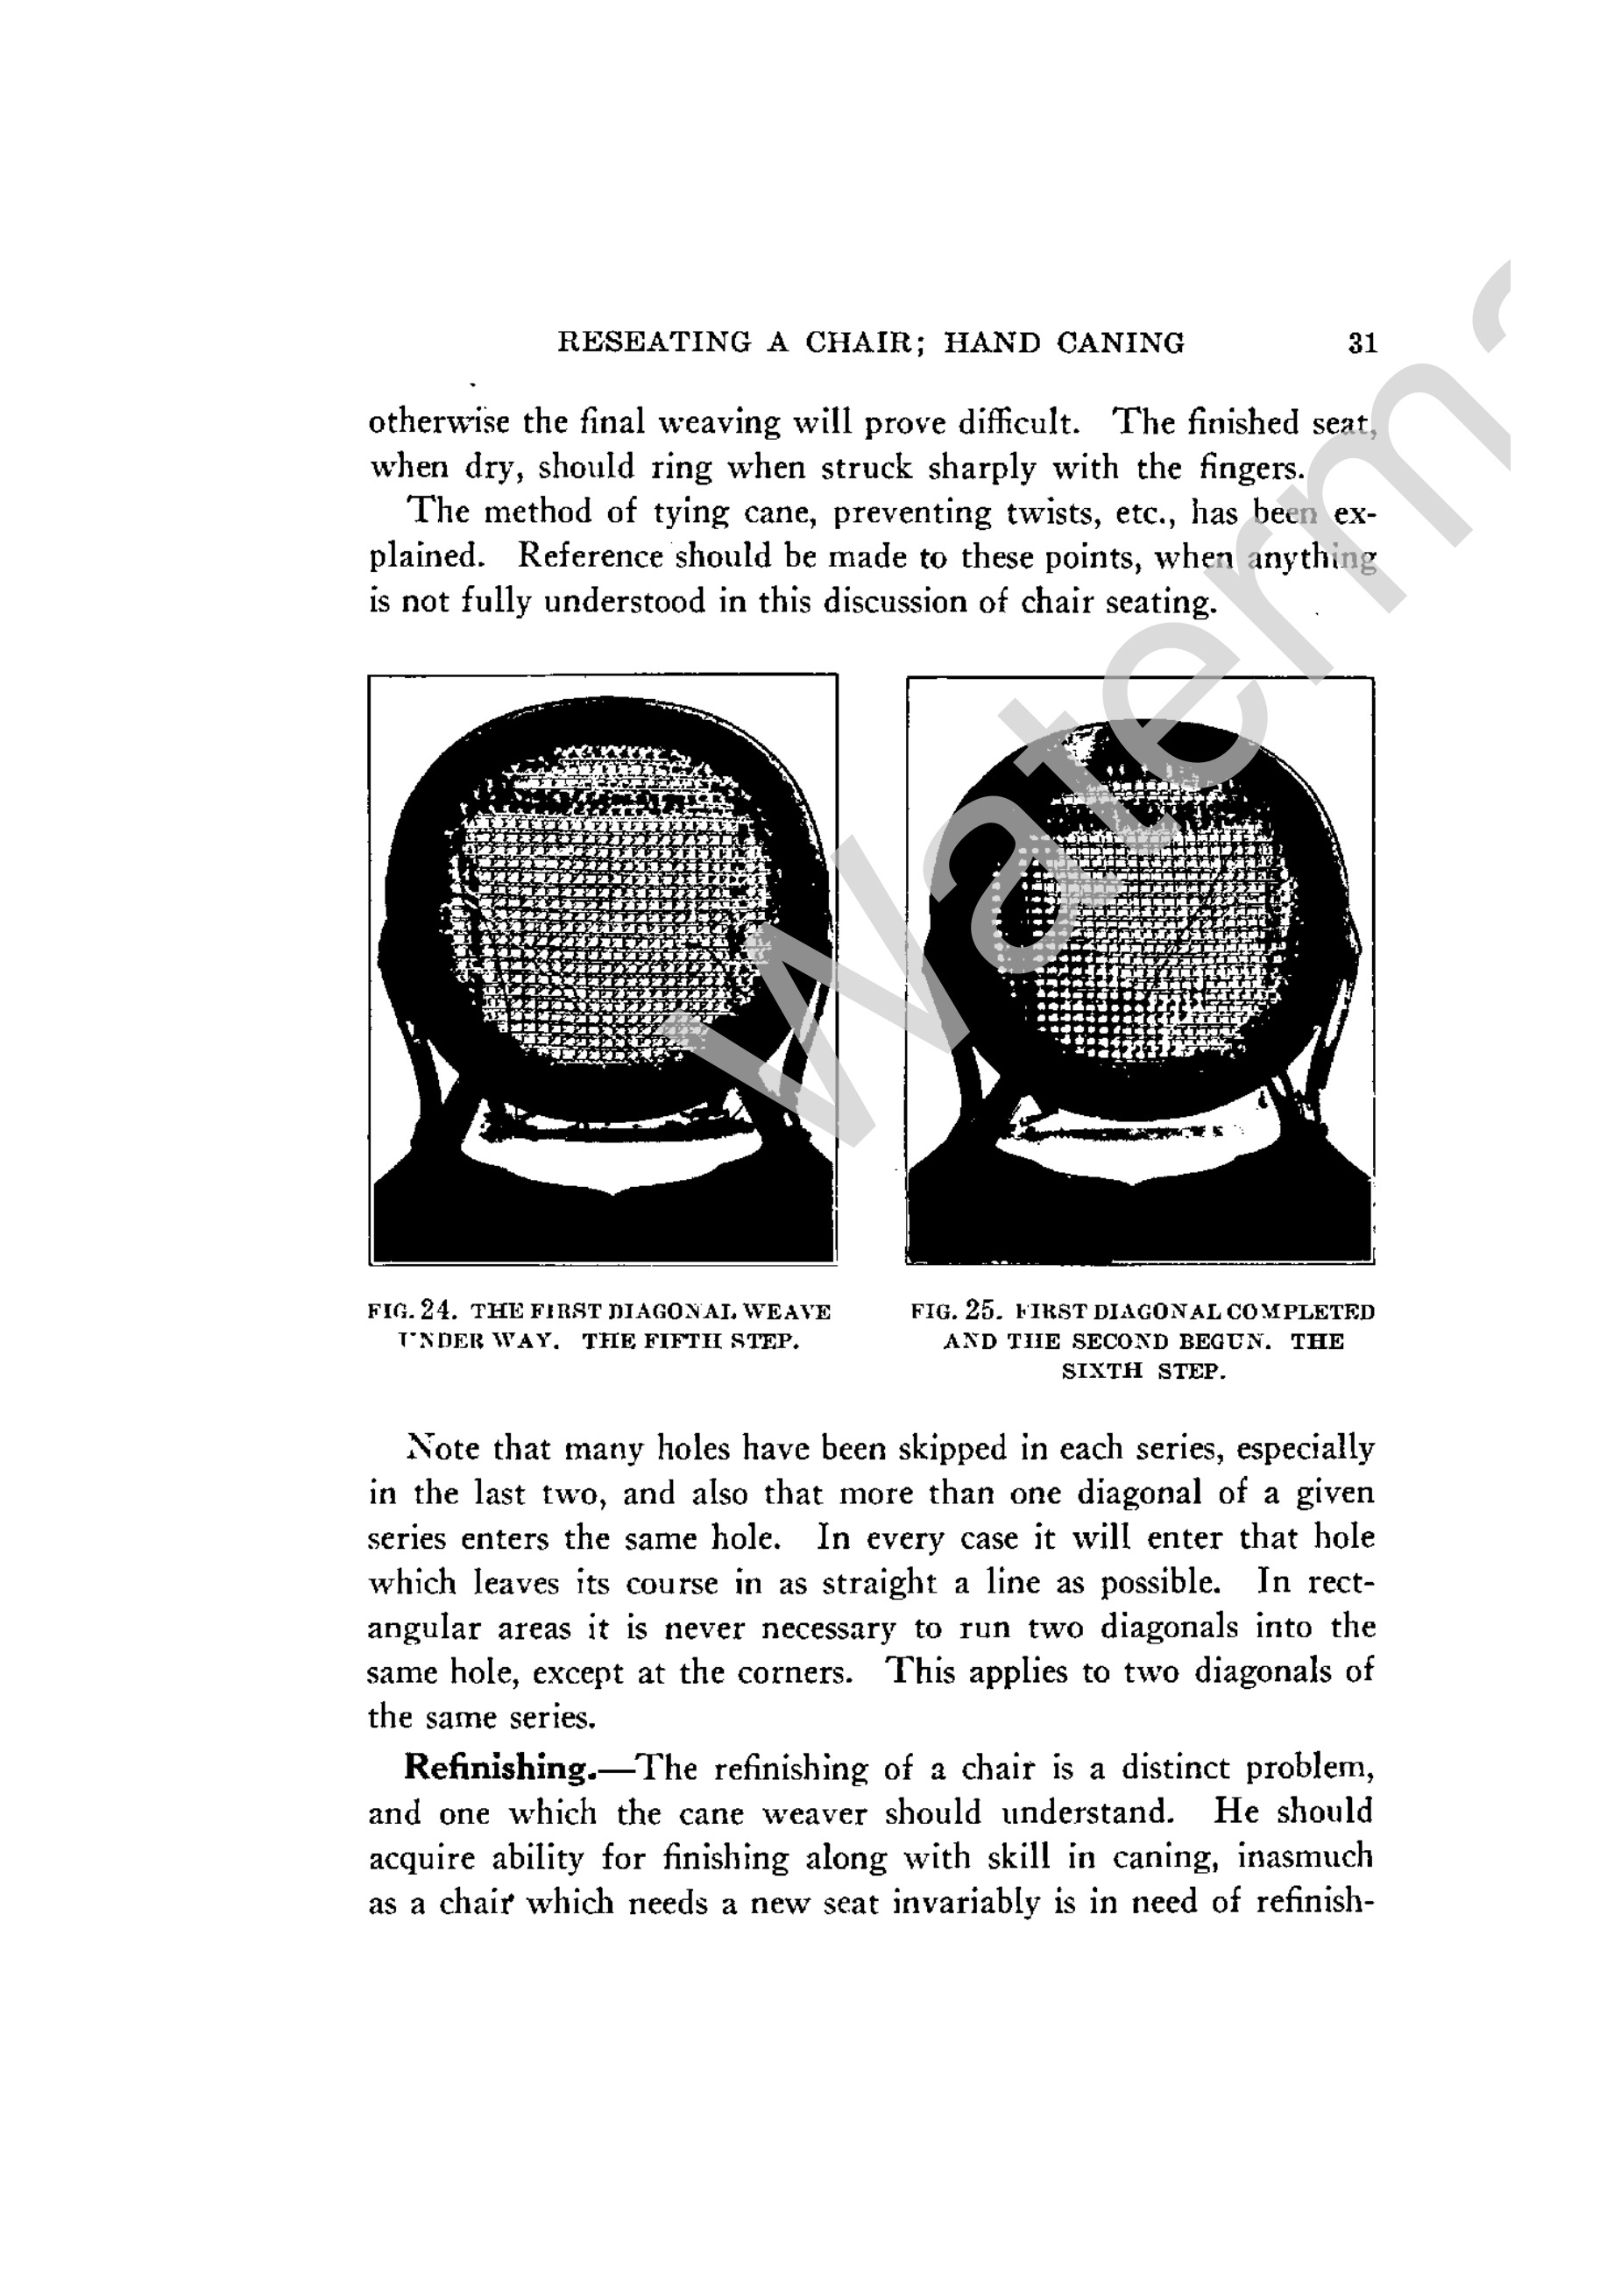 RESEATING A CHAIR; HAND CANING 31
otherwise the final weaving will prove difficult. The finished seat,
when dry, should ring when struck sharply with the fingers.
The method of tying cane, preventing twists, etc., has been ex-
plained. Reference should be made to these points, when anything
is not fully understood in this discussion of chair seating.
FIG. 24. THE FIRST DIAGONAL WEAVE
UNDER WAY. THE FIFTH STEP.
FIG. 25. FIRST DIAGONAL COMPLETED
AND THE SECOND BEGUN. THE
SIXTH STEP.
Note that many holes have been skipped in each series, especially
in the last two, and also that more than one diagonal of a given
series enters the same hole. In every case it will enter that hole
which leaves its course in as straight a line as possible. In rect-
angular areas it is never necessary to run two diagonals into the
same hole, except at the corners. This applies to two diagonals of
the same series.
Refinishing.—The refinishing of a chair is a distinct problem,
and one which the cane weaver should understand. He should
acquire ability for finishing along with skill in caning, inasmuch
as a chair which needs a new seat invariably is in need of refinish-